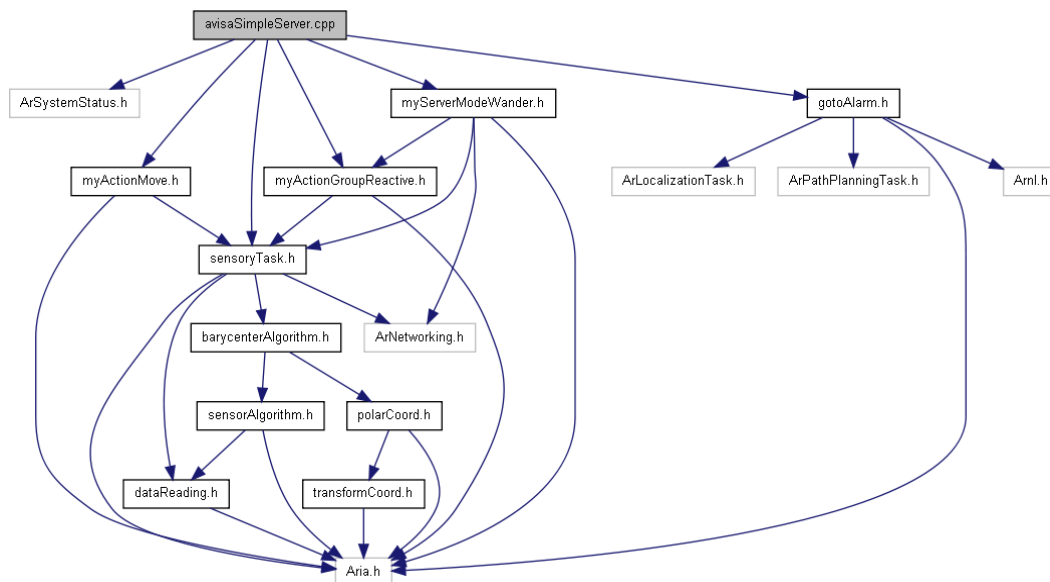 avisaSimpleServer.cpp
ArSystemStatus.h
myServerModeWander.h
gotoAlarm.h
myActionMove.h
myActionGroupReactive.h
ArLocalizationTask.h
ArPathPlanningTask.h
Arnl.h
sensoryTask.h
barycenterAlgorithm.h
ArNetworking.h
sensorAlgorithm.h
polarCoord.h
dataReading.h
transformCoord.h
Aria.h